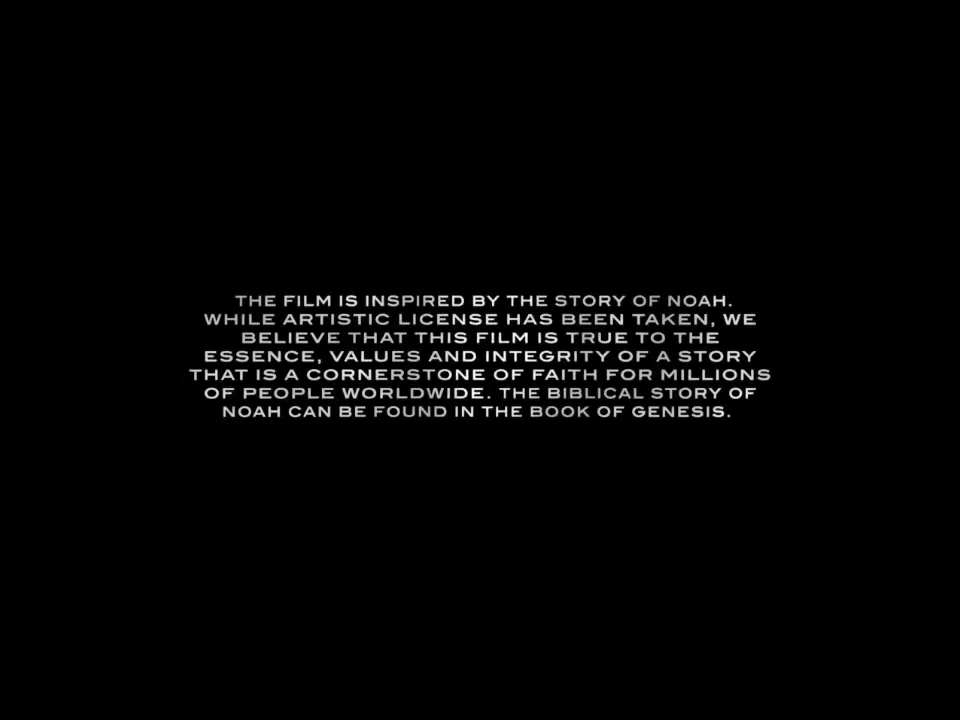 THE FILM IS INSPIRED BY THE STORY OF NOAH.
WHILE ARTISTIC LICENSE HAS BEEN TAKEN, WE
BELIEVE THAT THIS FILM IS TRUE TO THE
ESSENCE, VALUES AND INTEGRITY OF A STORY
THAT IS A CORNERSTONE OF FAITH FOR MILLIONS
OF PEOPLE WORLDWIDE. THE BIBLICAL STORY OF
NOAH CAN BE FOUND IN THE BOOK OF GENESIS.